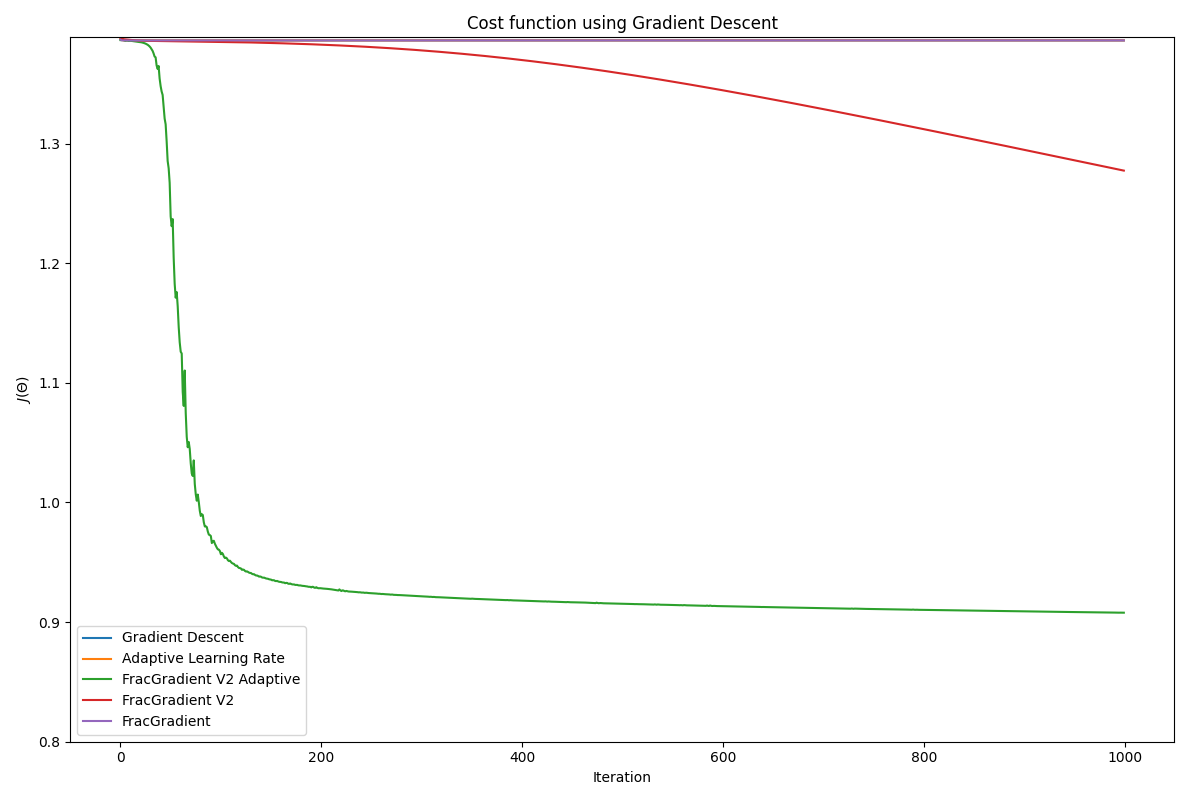 Cost function using Gradient Descent
1.3
1.2
1.1
1.0
0.9
0.8
J(Θ)
Gradient Descent
Adaptive Learning Rate
FracGradient V2 Adaptive
FracGradient V2
FracGradient
0 200 400 600 800 1000
Iteration